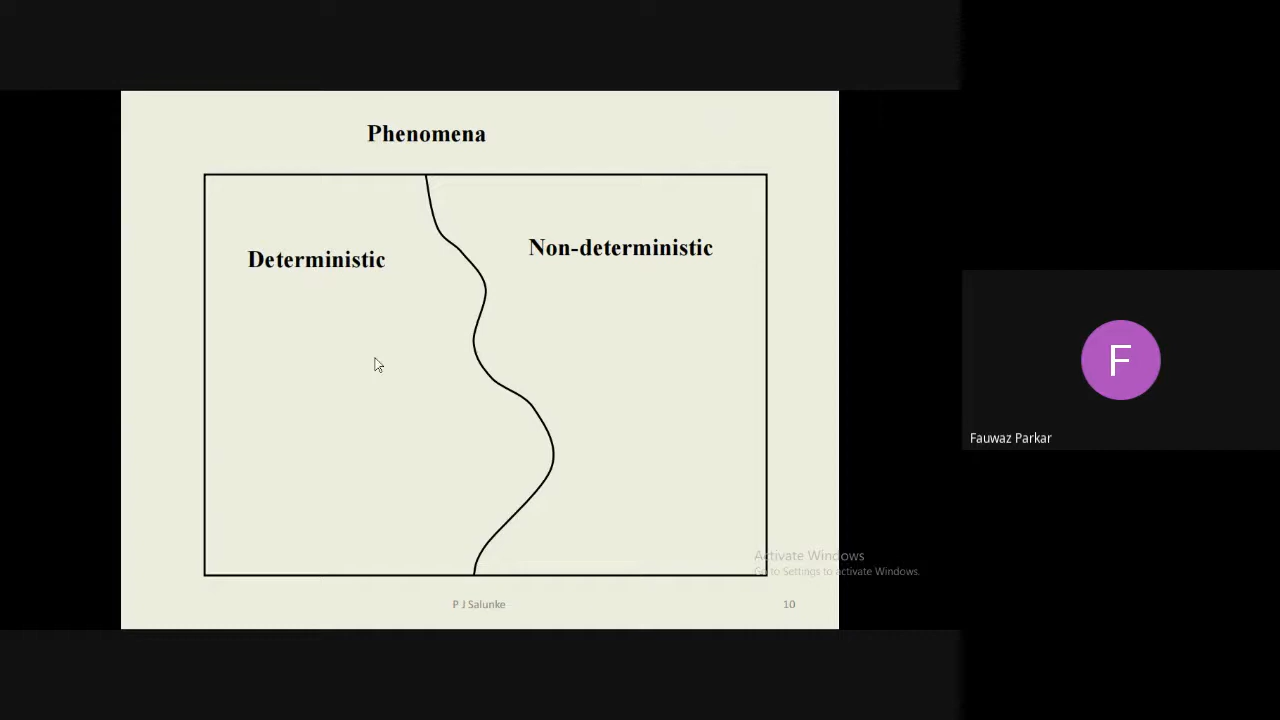 Phenomena
Deterministic
Non-deterministic
F
Fauwaz Parkar
Activate Windows
Go to Settings to activate Windows.
P J Salunke
10